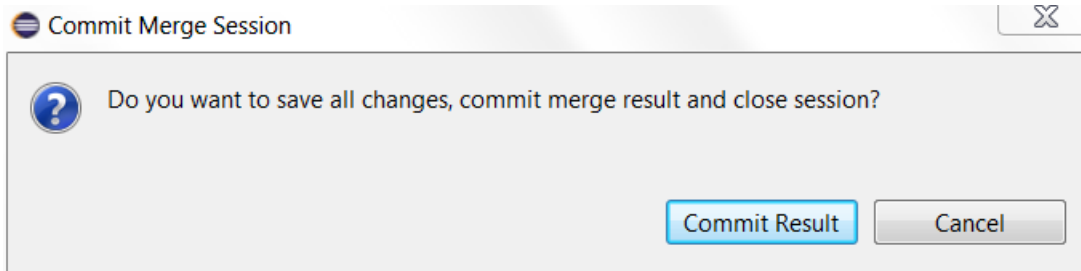 Commit Merge Session
Do you want to save all changes, commit merge result and close session?
Commit Result
Cancel